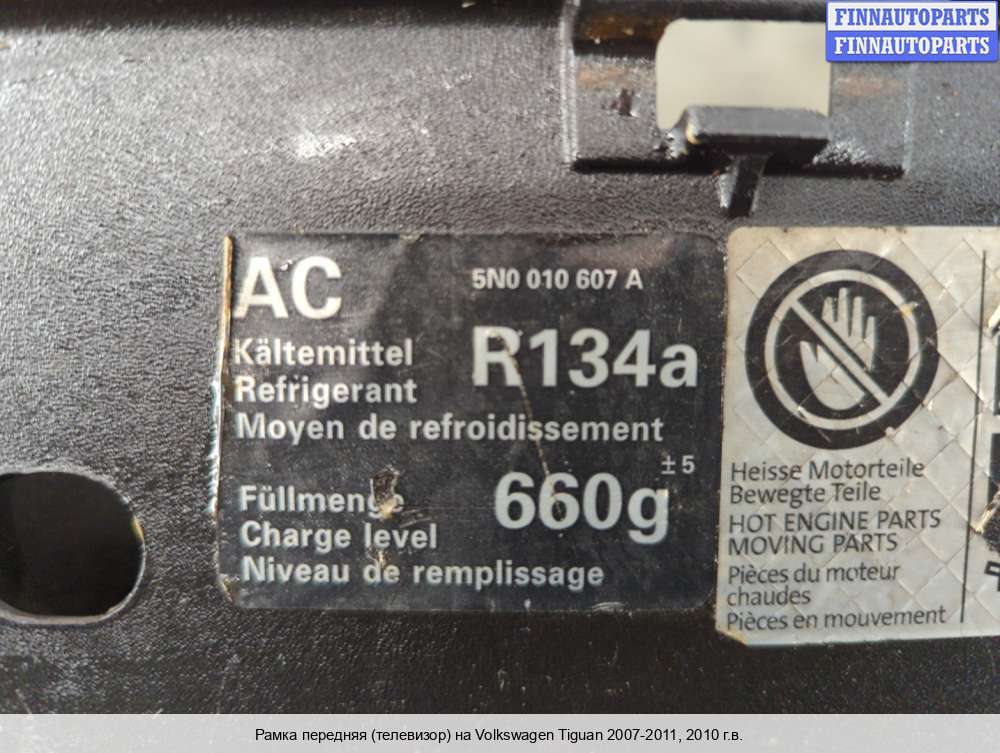 FINNAUTOPARTS
FINNAUTOPARTS
AC
5N0 010 607 A
Kältemittel
Refrigerant
R134a
Moyen de refroidissement
Füllmenge
Charge level
660g ±5
Niveau de remplissage
Heisse Motorteile
Bewegte Teile
HOT ENGINE PARTS
MOVING PARTS
Pièces du moteur
chaudes
Pièces en mouvement
Рамка передняя (телевизор) на Volkswagen Tiguan 2007-2011, 2010 г.в.